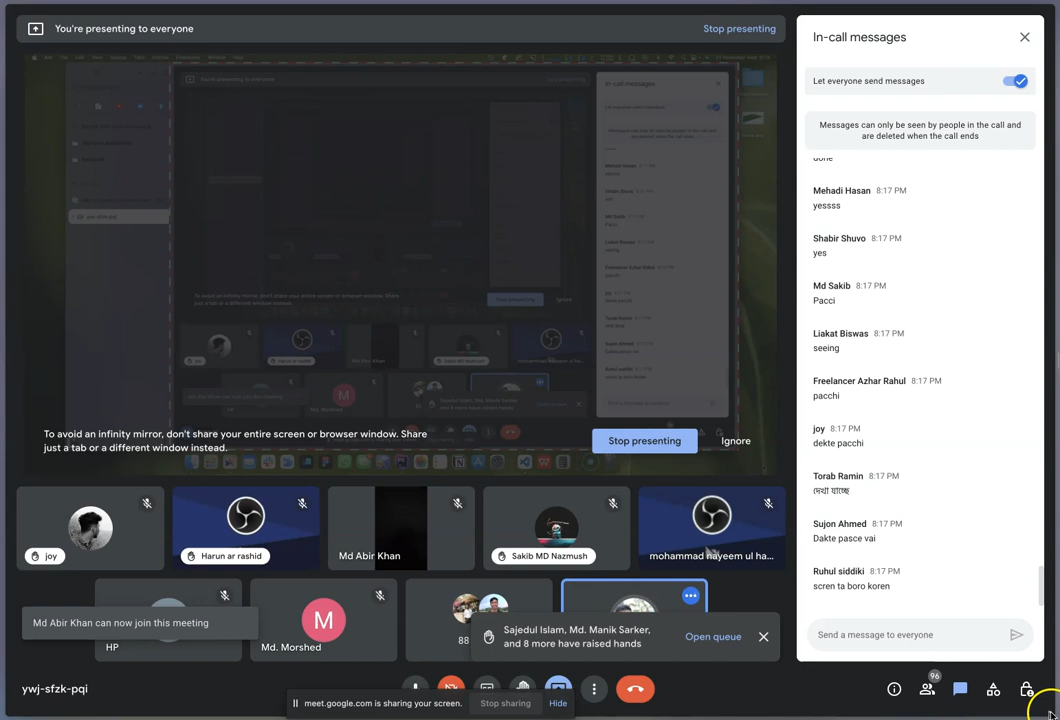 You're presenting to everyone
Stop presenting
To avoid an infinity mirror, don't share your entire screen or browser window. Share
just a tab or a different window instead.
Stop presenting
Ignore
joy
Harun ar rashid
Md Abir Khan
Sakib MD Nazmush
mohammad nayeem ul ha...
Md Abir Khan can now join this meeting
HP
M
Md. Morshed
88
Sajedul Islam, Md. Manik Sarker,
and 8 more have raised hands
Open queue
ywj-sfzk-pqi
meet.google.com is sharing your screen.
Stop sharing
Hide
96
In-call messages
Let everyone send messages
Messages can only be seen by people in the call and
are deleted when the call ends
done
Mehadi Hasan 8:17 PM
yessss
Shabir Shuvo 8:17 PM
yes
Md Sakib 8:17 PM
Pacci
Liakat Biswas 8:17 PM
seeing
Freelancer Azhar Rahul 8:17 PM
pacchi
joy 8:17 PM
dekte pacchi
Torab Ramin 8:17 PM
দেখা যাচ্ছে
Sujon Ahmed 8:17 PM
Dakte pasce vai
Ruhul siddiki 8:17 PM
scren ta boro koren
Send a message to everyone